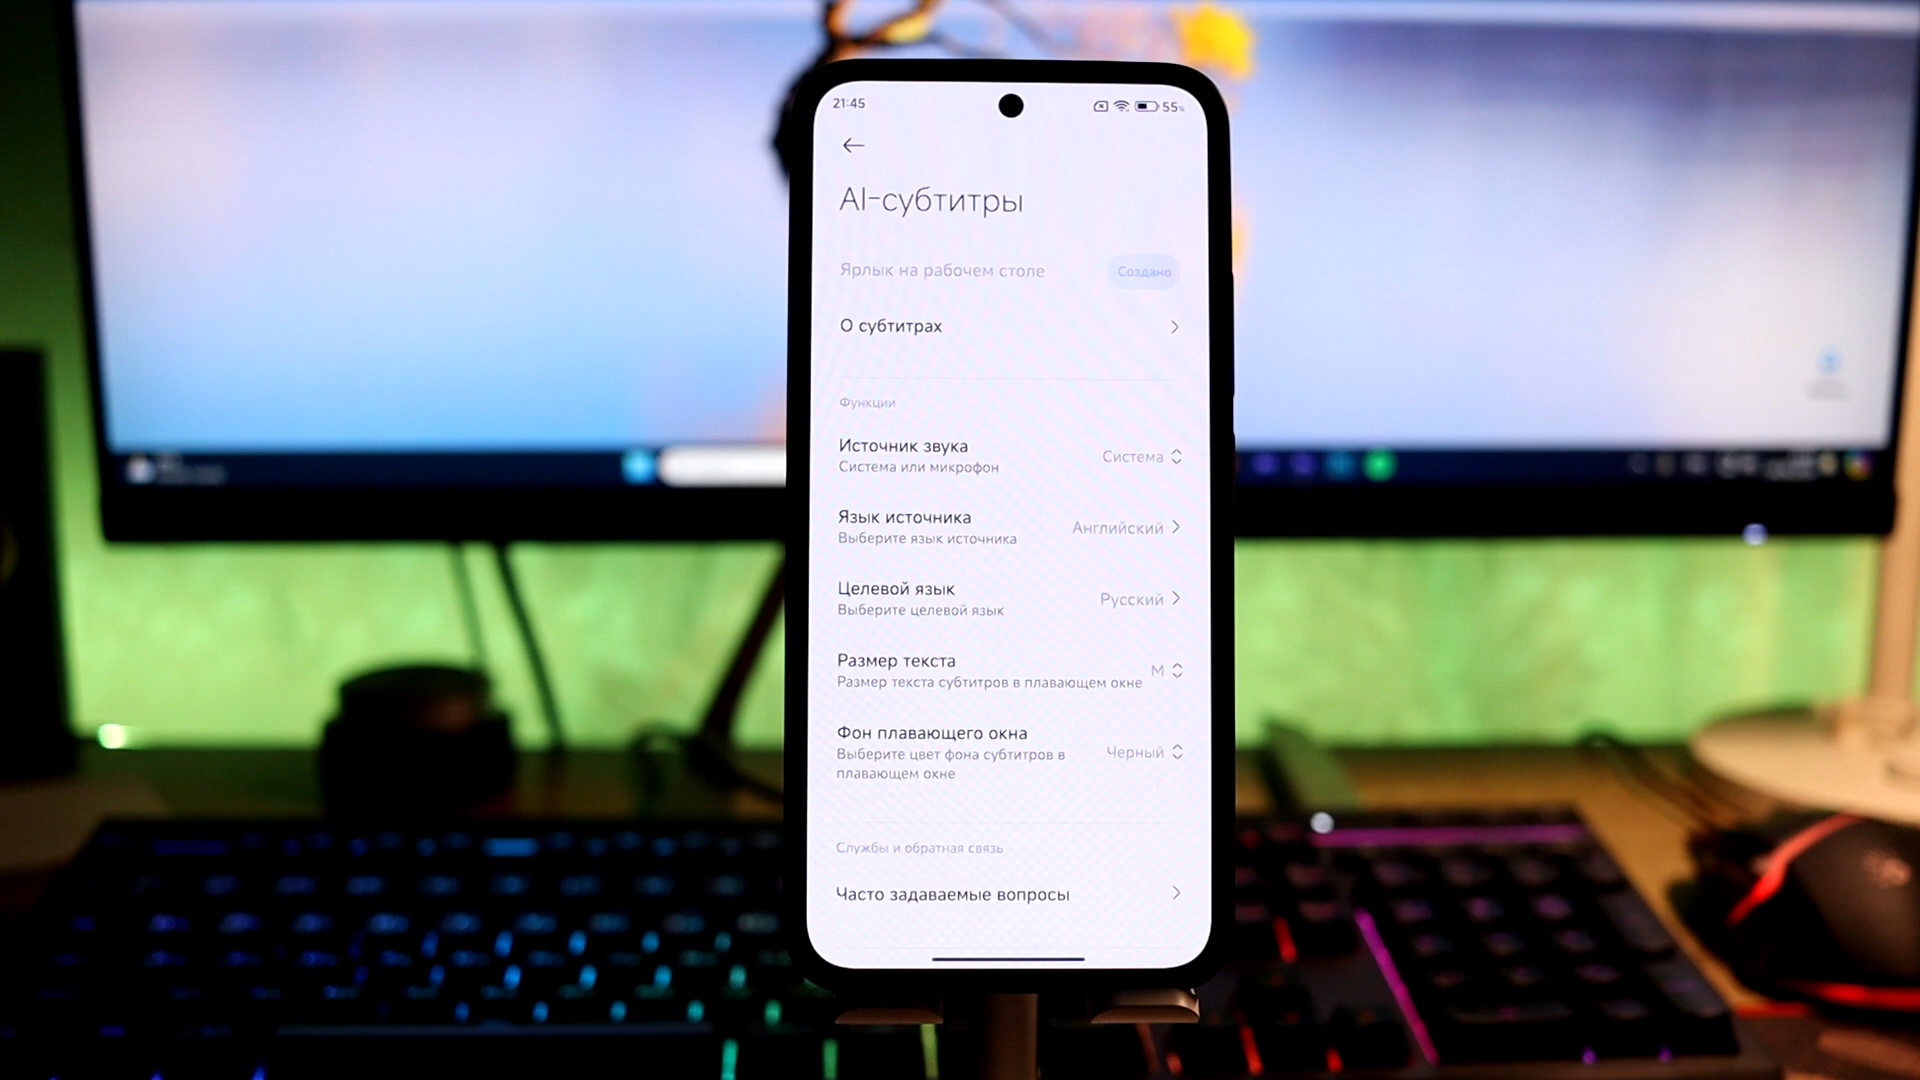 21:45
55%
AI-субтитры
Ярлык на рабочем столе
Создано
О субтитрах
Функции
Источник звука
Система или микрофон
Система
Язык источника
Выберите язык источника
Английский
Целевой язык
Выберите целевой язык
Русский
Размер текста
Размер текста субтитров в плавающем окне
M
Фон плавающего окна
Выберите цвет фона субтитров в
плавающем окне
Черный
Службы и обратная связь
Часто задаваемые вопросы